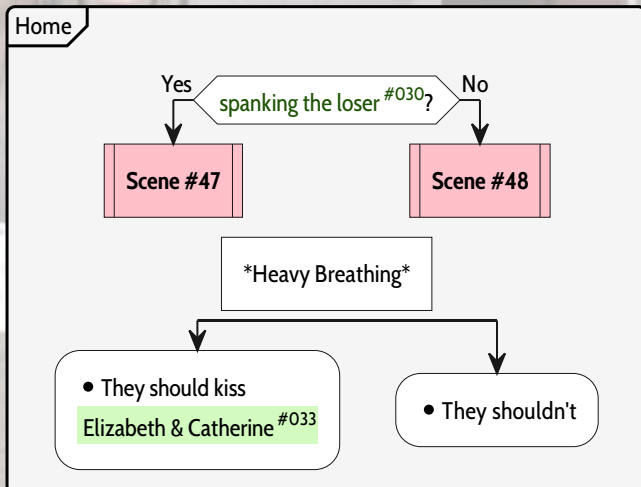 Home
Yes
spanking the loser #030?
No
Scene #47
Scene #48
*Heavy Breathing*
• They should kiss
Elizabeth & Catherine #033
• They shouldn't